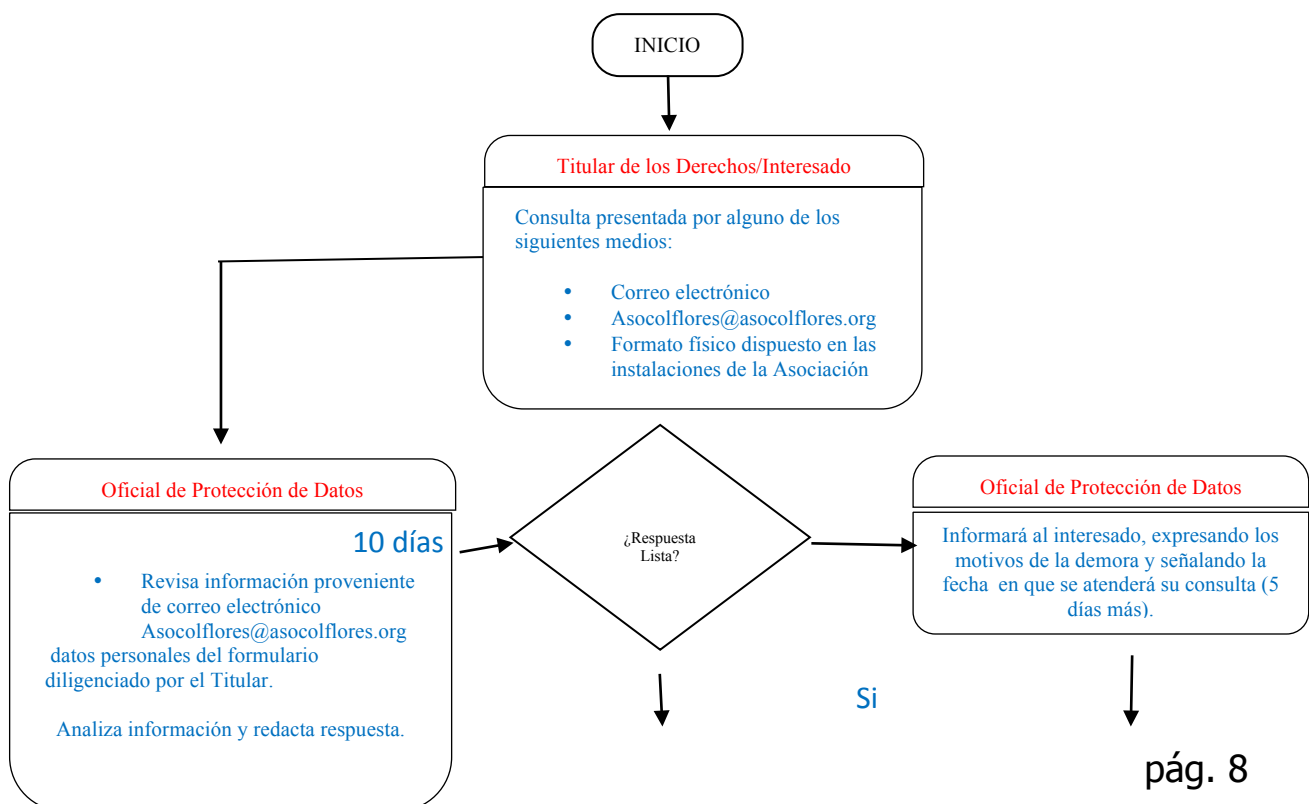 INICIO
Titular de los Derechos/Interesado
Consulta presentada por alguno de los
siguientes medios:
• Correo electrónico
• Asocolflores@asocolflores.org
• Formato físico dispuesto en las
instalaciones de la Asociación
Oficial de Protección de Datos
10 días
• Revisa información proveniente
de correo electrónico
Asocolflores@asocolflores.org
datos personales del formulario
diligenciado por el Titular.
Analiza información y redacta respuesta.
¿Respuesta
Lista?
Oficial de Protección de Datos
Informará al interesado, expresando los
motivos de la demora y señalando la
fecha en que se atenderá su consulta (5
días más).
Si
pág. 8